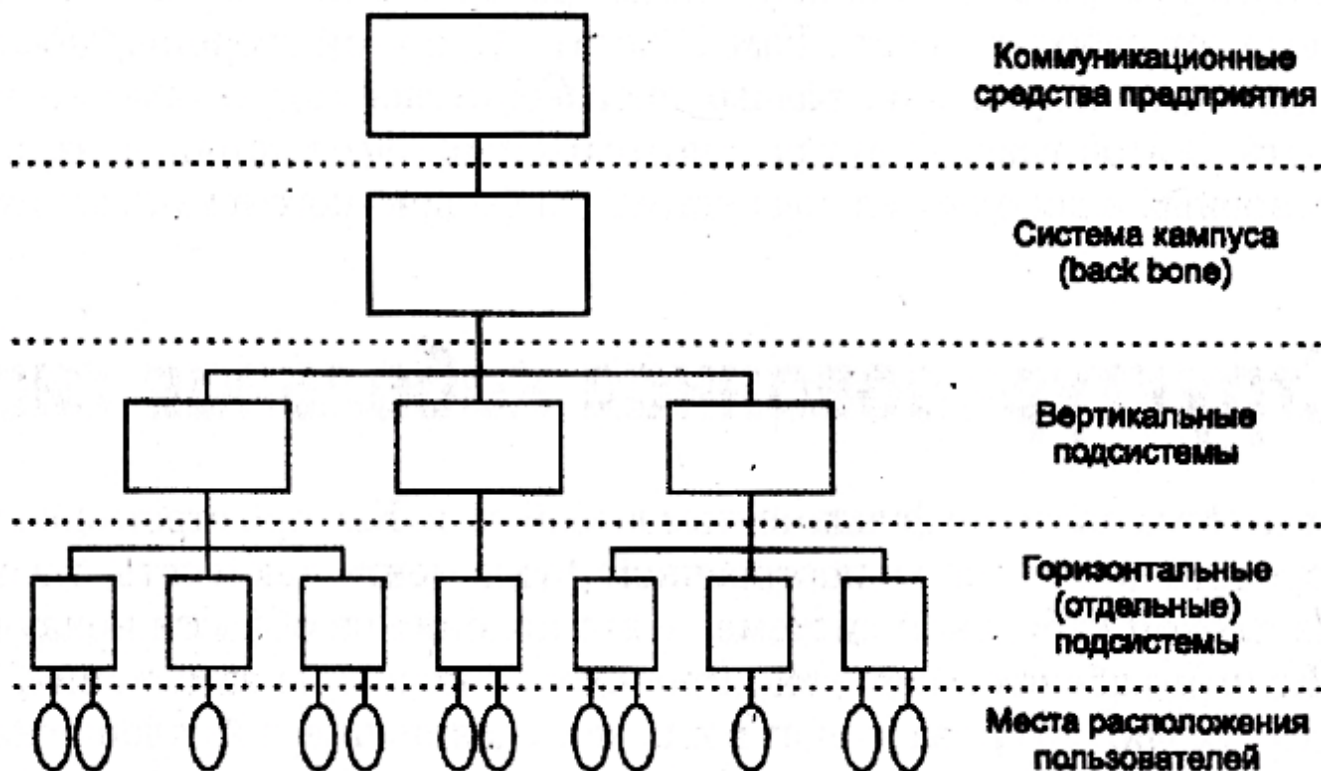 Коммуникационные
средства предприятия
Система кампуса
(back bone)
Вертикальные
подсистемы
Горизонтальные
(отдельные)
подсистемы
Места расположения
пользователей